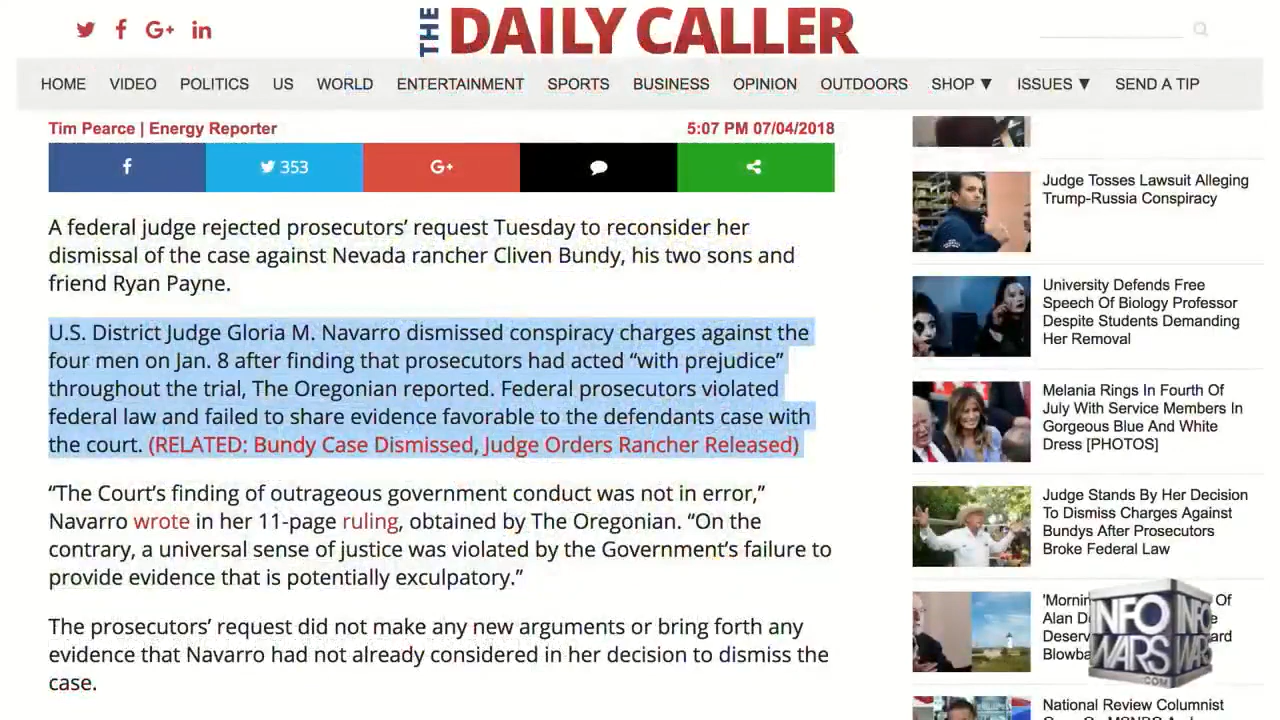 THE DAILY CALLER
HOME VIDEO POLITICS US WORLD ENTERTAINMENT SPORTS BUSINESS OPINION OUTDOORS SHOP ▼ ISSUES ▼ SEND A TIP
Tim Pearce | Energy Reporter
5:07 PM 07/04/2018
353
A federal judge rejected prosecutors’ request Tuesday to reconsider her
dismissal of the case against Nevada rancher Cliven Bundy, his two sons and
friend Ryan Payne.
U.S. District Judge Gloria M. Navarro dismissed conspiracy charges against the
four men on Jan. 8 after finding that prosecutors had acted “with prejudice”
throughout the trial, The Oregonian reported. Federal prosecutors violated
federal law and failed to share evidence favorable to the defendants case with
the court. (RELATED: Bundy Case Dismissed, Judge Orders Rancher Released)
“The Court’s finding of outrageous government conduct was not in error,”
Navarro wrote in her 11-page ruling, obtained by The Oregonian. “On the
contrary, a universal sense of justice was violated by the Government’s failure to
provide evidence that is potentially exculpatory.”
The prosecutors’ request did not make any new arguments or bring forth any
evidence that Navarro had not already considered in her decision to dismiss the
case.
Judge Tosses Lawsuit Alleging
Trump-Russia Conspiracy
University Defends Free
Speech Of Biology Professor
Despite Students Demanding
Her Removal
Melania Rings In Fourth Of
July With Service Members In
Gorgeous Blue And White
Dress [PHOTOS]
Judge Stands By Her Decision
To Dismiss Charges Against
Bundys After Prosecutors
Broke Federal Law
Of
Alan
National Review Columnist
INFO
WARS
.COM
INFO
WARS